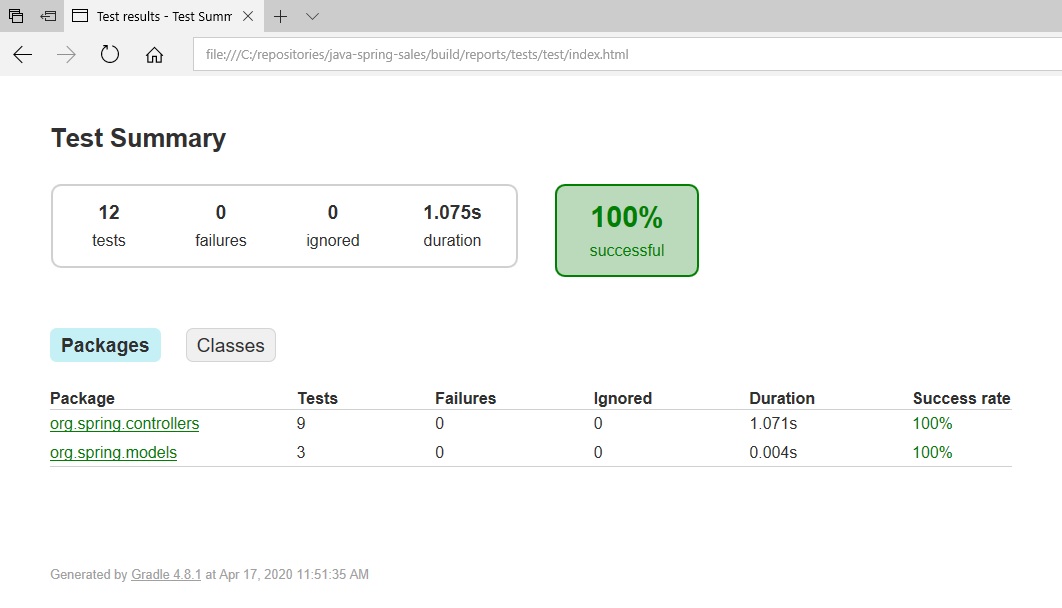 Test results - Test Summ
file:///C:/repositories/java-spring-sales/build/reports/tests/test/index.html
Test Summary
12 0 0 1.075s
tests failures ignored duration
100%
successful
Packages Classes
Package Tests Failures Ignored Duration Success rate
org.spring.controllers 9 0 0 1.071s 100%
org.spring.models 3 0 0 0.004s 100%
Generated by Gradle 4.8.1 at Apr 17, 2020 11:51:35 AM